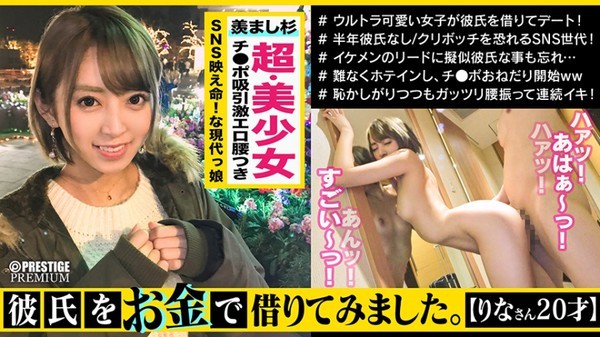 羨まし杉
超・美少女
チ●ポ吸引激エロ腰つき
SNS映え命！な現代っ娘
# ウルトラ可愛い女子が彼氏を借りてデート！
# 半年彼氏なし/クリボッチを恐れるSNS世代！
# イケメンのリードに擬似彼氏な事も忘れ…
# 難なくホテインし、チ●ポおねだり開始ww
# 恥かしがりつつもガッツリ腰振って連続イキ！
ハァッ！
あはぁ〜っ！
ハァッ！
あんッ！
すごい〜っ！
PRESTIGE
PREMIUM
彼氏をお金で借りてみました。【りなさん20才】